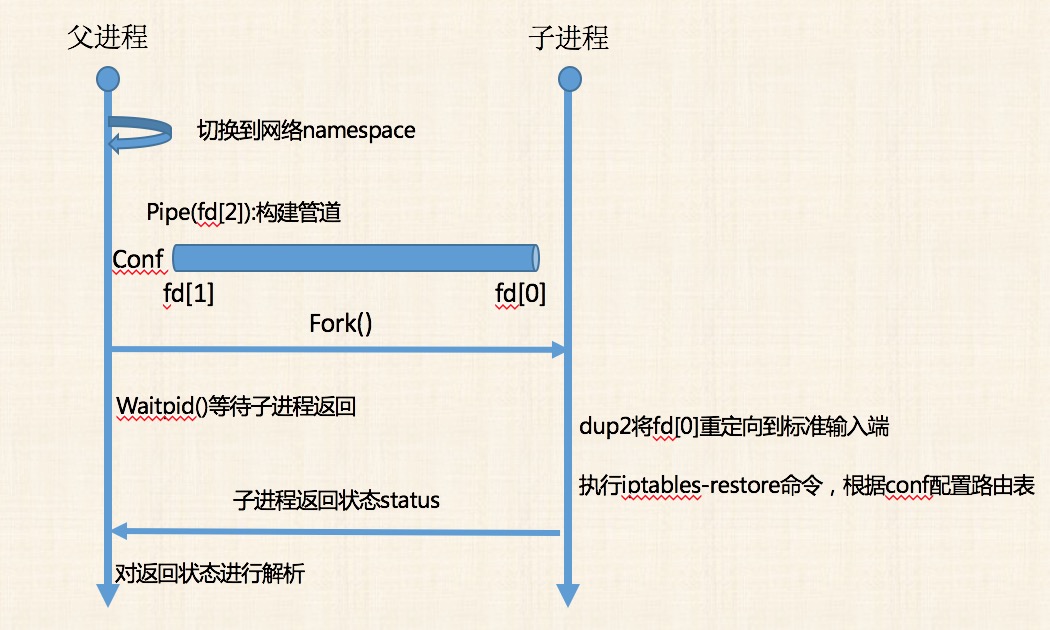 父进程
子进程
切换到网络namespace
Pipe(fd[2]):构建管道
Conf
fd[1]
fd[0]
Fork()
Waitpid()等待子进程返回
dup2将fd[0]重定向到标准输入端
执行iptables-restore命令，根据conf配置路由表
子进程返回状态status
对返回状态进行解析